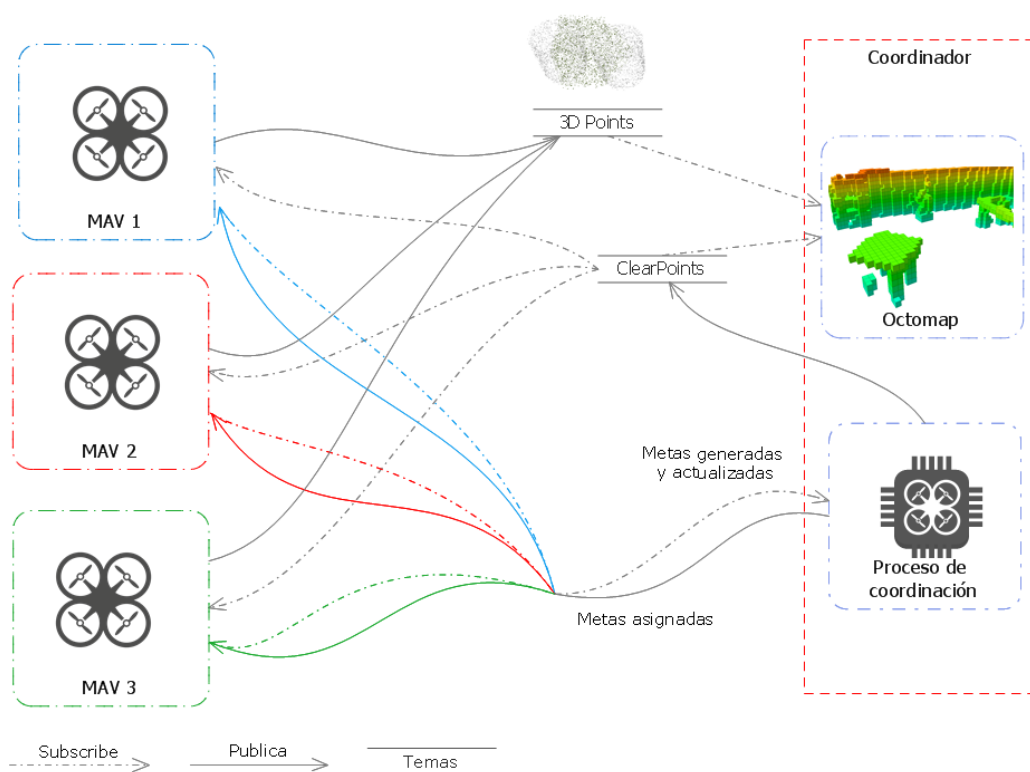 3D Points
Coordinador
MAV 1
ClearPoints
Octomap
MAV 2
Metas generadas
y actualizadas
Proceso de
coordinación
Metas asignadas
MAV 3
Subscribe
Publica
Temas